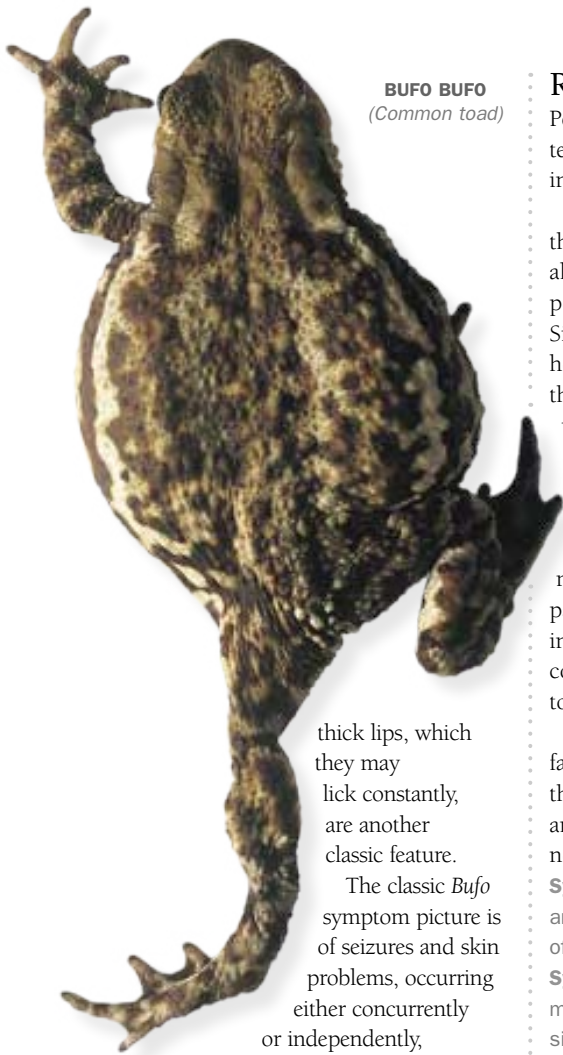 BUFO BUFO
(Common toad)
thick lips, which
they may
lick constantly,
are another
classic feature.
The classic Bufo
symptom picture is
of seizures and skin
problems, occurring
either concurrently
or independently,